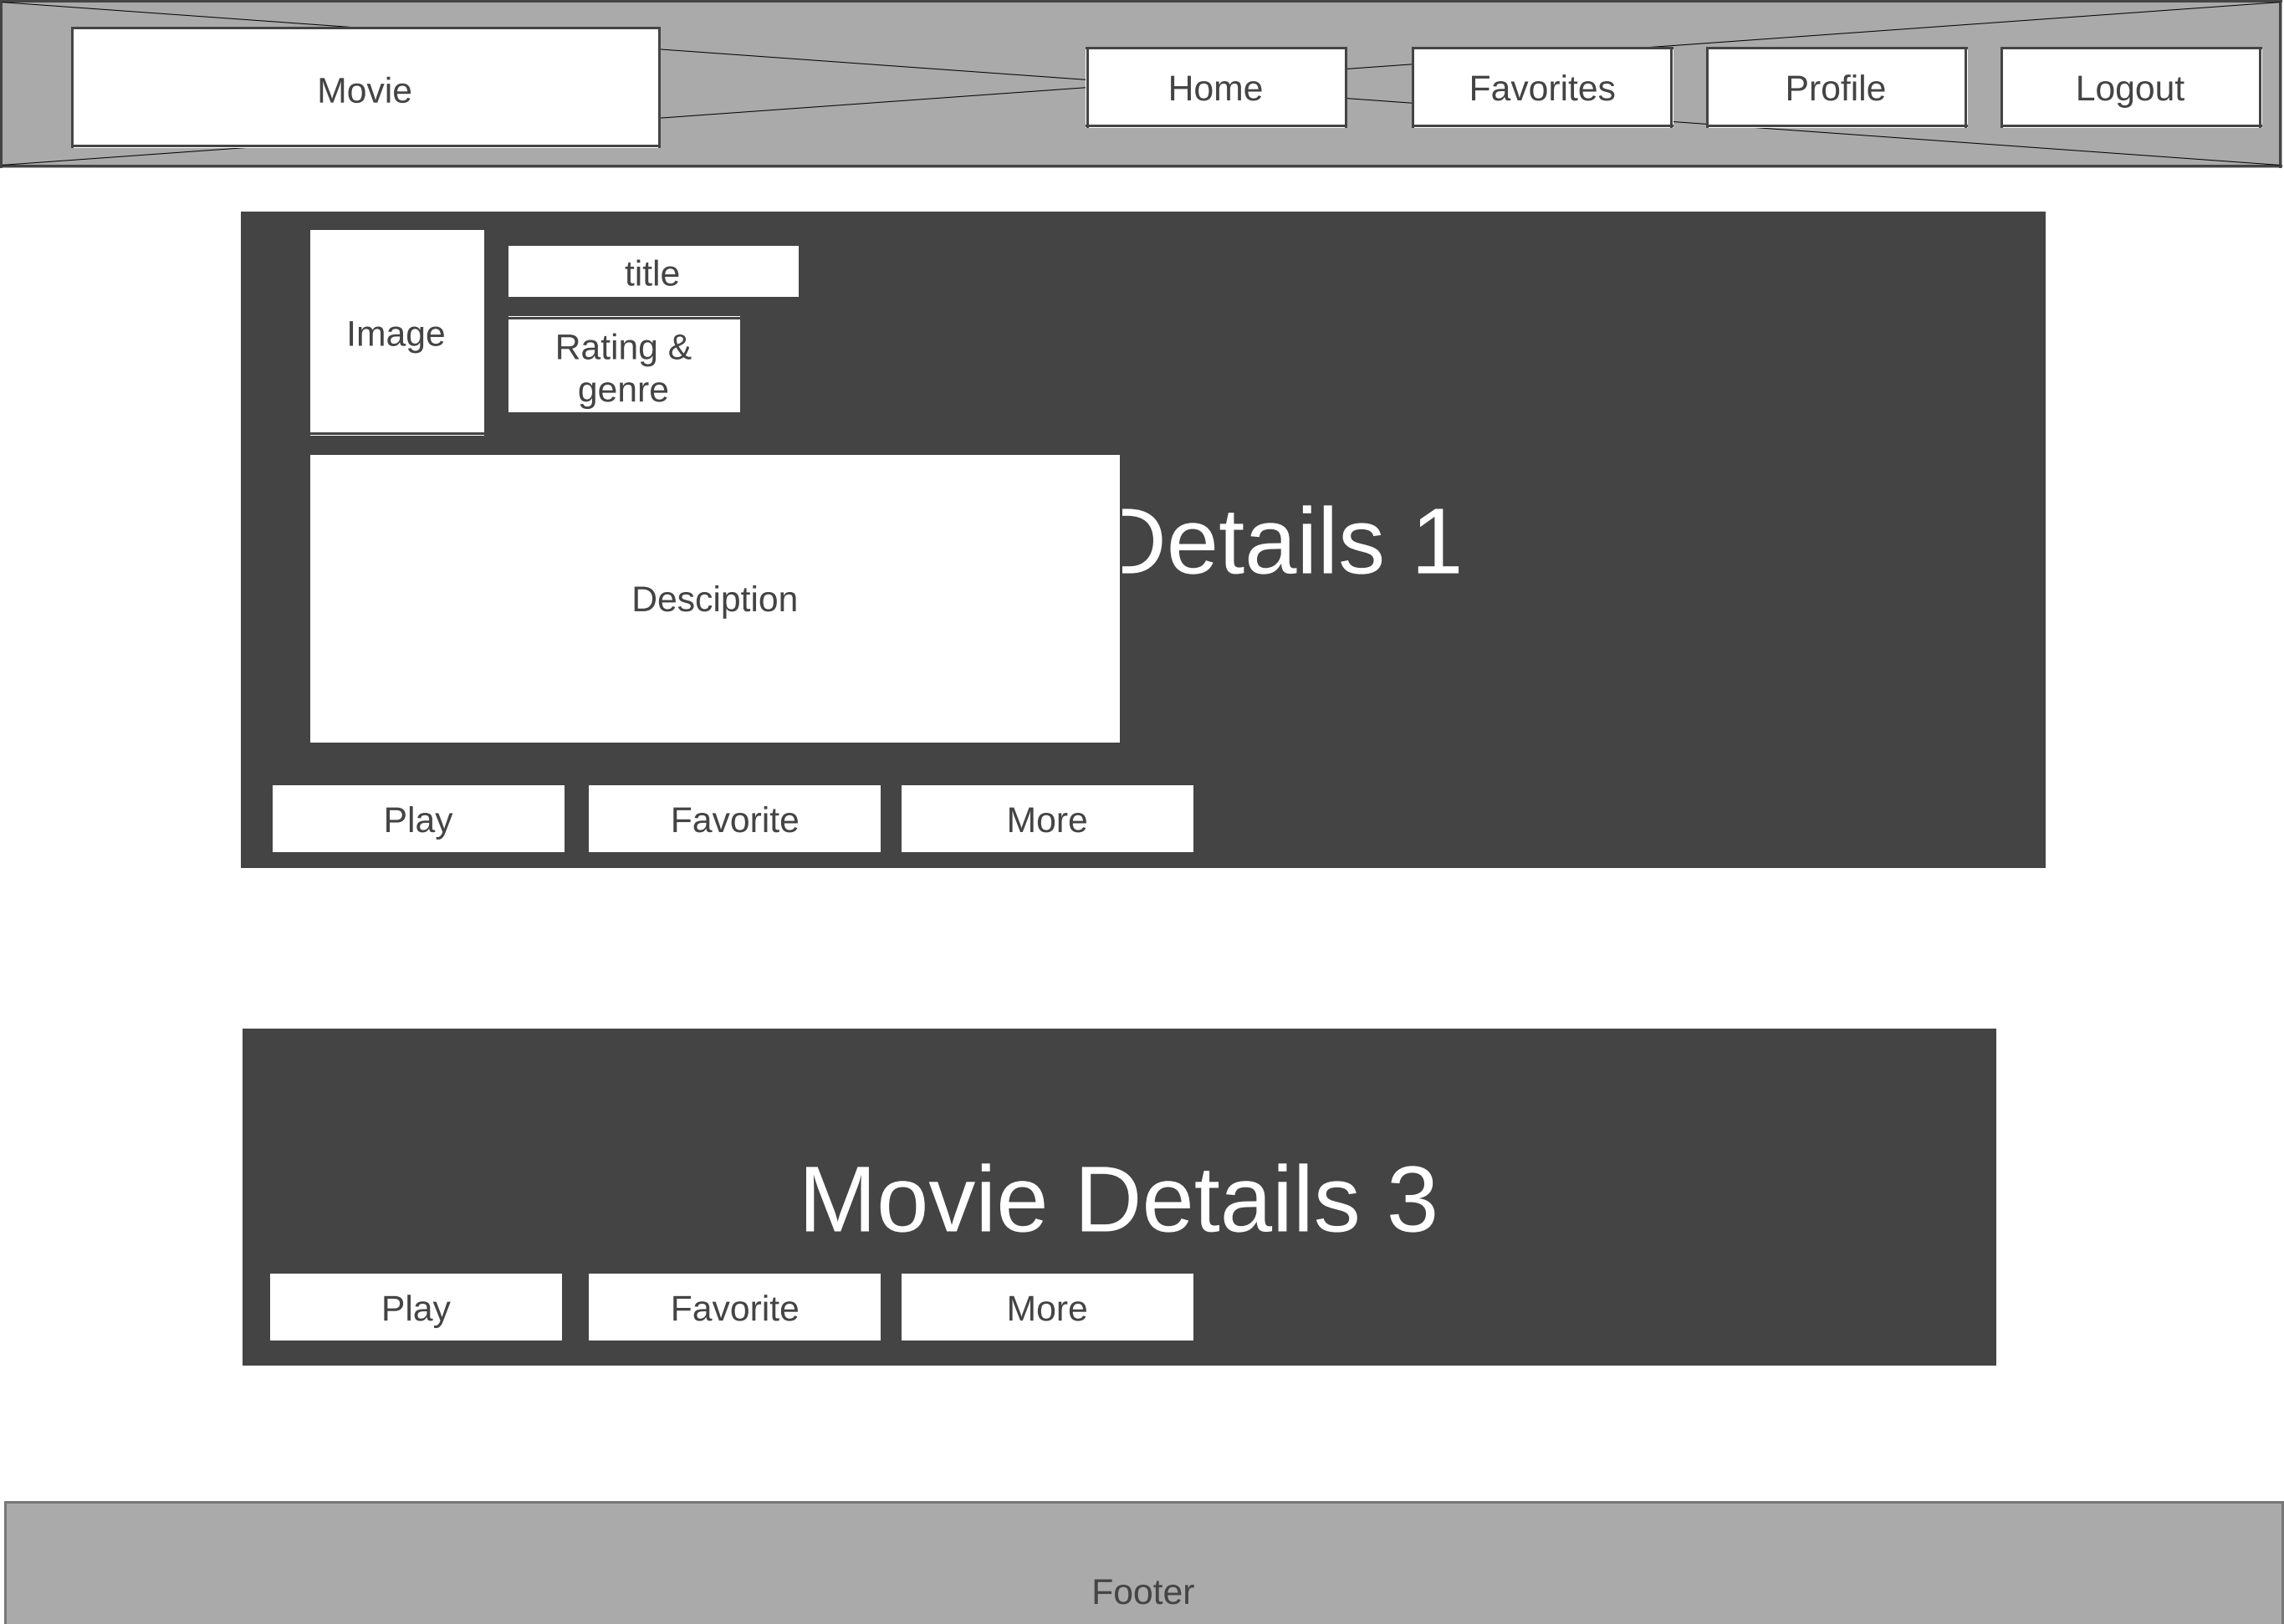 Movie
Home
Favorites
Profile
Logout
Image
title
Rating &
genre
Details 1
Desciption
Play
Favorite
More
Movie Details 3
Play
Favorite
More
Footer